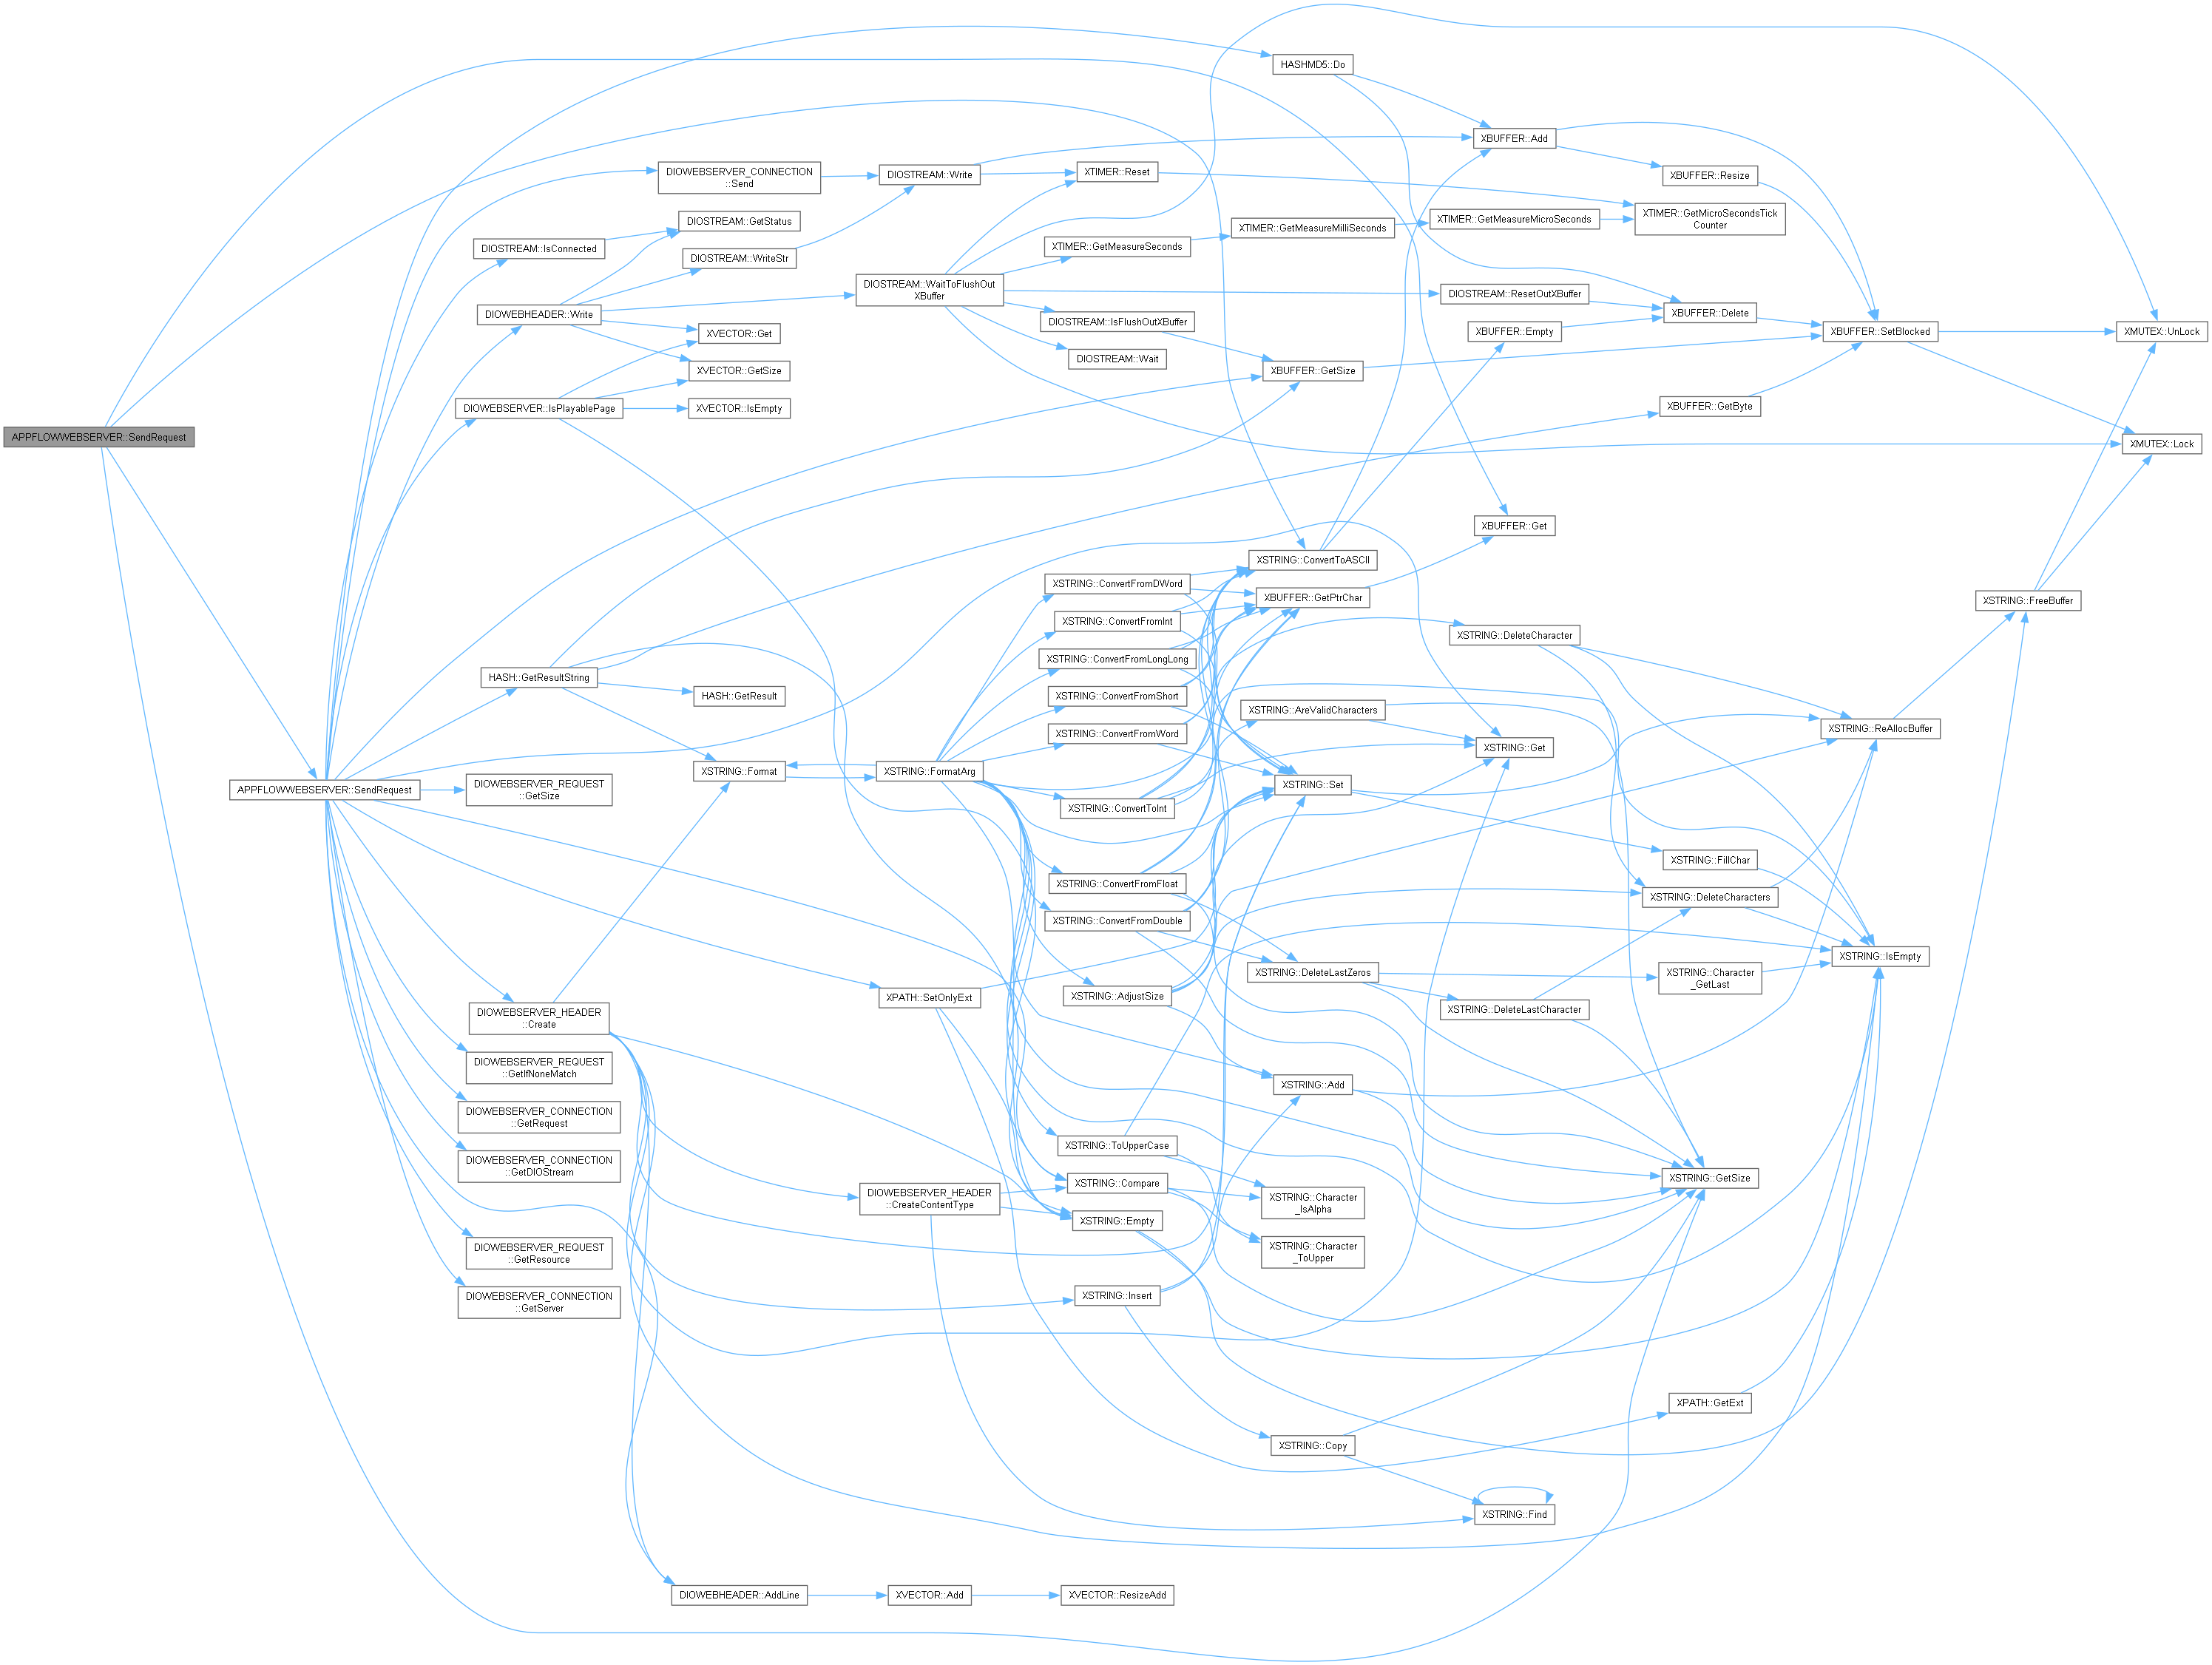 APPFLOWWEBSERVER::SendRequest
APPFLOWWEBSERVER::SendRequest
DIOWEBSERVER_CONNECTION
::Send
DIOSTREAM::IsConnected
DIOWEBHEADER::Write
DIOWEBSERVER::IsPlayablePage
HASH::GetResultString
DIOWEBSERVER_REQUEST
::GetSize
DIOWEBSERVER_HEADER
::Create
DIOWEBSERVER_REQUEST
::GetIfNoneMatch
DIOWEBSERVER_CONNECTION
::GetRequest
DIOWEBSERVER_CONNECTION
::GetDIOStream
DIOWEBSERVER_REQUEST
::GetResource
DIOWEBSERVER_CONNECTION
::GetServer
DIOSTREAM::GetStatus
DIOSTREAM::WriteStr
XVECTOR::Get
XVECTOR::GetSize
XVECTOR::IsEmpty
HASH::GetResult
XSTRING::Format
DIOWEBHEADER::AddLine
DIOSTREAM::Write
DIOSTREAM::WaitToFlushOut
XBuffer
XSTRING::FormatArg
XPATH::SetOnlyExt
DIOWEBSERVER_HEADER
::CreateContentType
XVECTOR::Add
XTIMER::Reset
XTIMER::GetMeasureSeconds
DIOSTREAM::IsFlushOutXBuffer
DIOSTREAM::Wait
XSTRING::ConvertFromDWord
XSTRING::ConvertFromInt
XSTRING::ConvertFromLongLong
XSTRING::ConvertFromShort
XSTRING::ConvertFromWord
XSTRING::ConvertToInt
XSTRING::ConvertFromFloat
XSTRING::ConvertFromDouble
XSTRING::AdjustSize
XSTRING::ToUpperCase
XSTRING::Compare
XSTRING::Empty
XSTRING::Insert
XVECTOR::ResizeAdd
HASHMD5::Do
XTIMER::GetMeasureMilliSeconds
XBUFFER::GetSize
XSTRING::ConvertToASCII
XBUFFER::GetPtrChar
XSTRING::AreValidCharacters
XSTRING::Set
XSTRING::DeleteLastZeros
XSTRING::Add
XSTRING::Character
_IsAlpha
XSTRING::Character
_ToUpper
XSTRING::Copy
XBUFFER::Add
XTIMER::GetMeasureMicroSeconds
DIOSTREAM::ResetOutXBuffer
XBUFFER::Empty
XBUFFER::Get
XSTRING::DeleteCharacter
XSTRING::Get
XSTRING::DeleteLastCharacter
XSTRING::Find
XBUFFER::Resize
XTIMER::GetMicroSecondsTick
Counter
XBUFFER::Delete
XBUFFER::GetByte
XSTRING::FillChar
XSTRING::DeleteCharacters
XSTRING::Character
_GetLast
XSTRING::GetSize
XPATH::GetExt
XBUFFER::SetBlocked
XSTRING::ReAllocBuffer
XSTRING::IsEmpty
XSTRING::FreeBuffer
XMUTEX::UnLock
XMUTEX::Lock